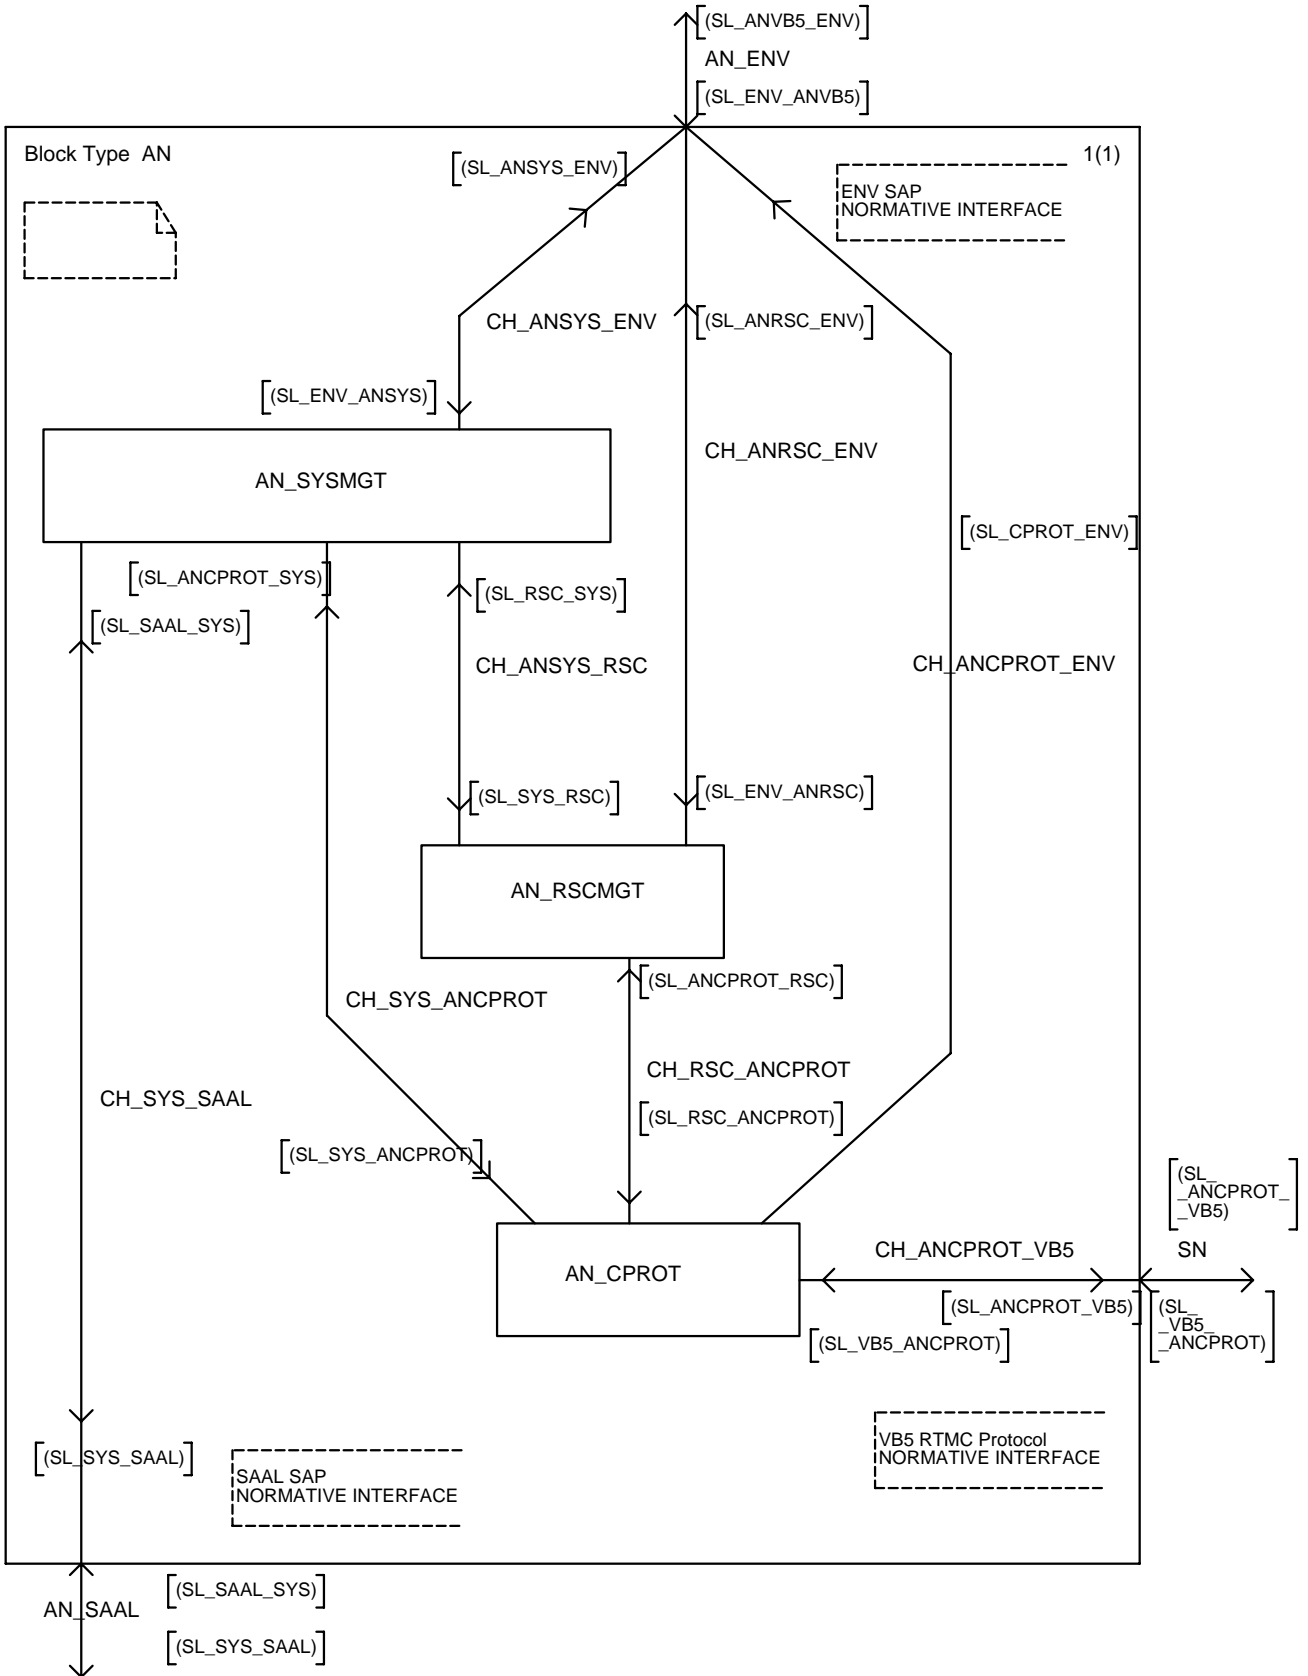 (SL_ANVB5_ENV)
AN_ENV
(SL_ENV_ANVB5)
Block Type AN
1(1)
(SL_ANSYS_ENV)
ENV SAP
NORMATIVE INTERFACE
CH_ANSYS_ENV
(SL_ANRSC_ENV)
(SL_ENV_ANSYS)
CH_ANRSC_ENV
AN_SYSMGT
(SL_CPROT_ENV)
(SL_ANCPROT_SYS)
(SL_RSC_SYS)
(SL_SAAL_SYS)
CH_ANSYS_RSC
CH_ANCPROT_ENV
(SL_SYS_RSC)
(SL_ENV_ANRSC)
AN_RSCMGT
(SL_ANCPROT_RSC)
CH_SYS_ANCPROT
CH_RSC_ANCPROT
CH_SYS_SAAL
(SL_RSC_ANCPROT)
(SL_SYS_ANCPROT)
(SL_
_ANCPROT_
_VB5)
SN
CH_ANCPROT_VB5
AN_CPROT
(SL_ANCPROT_VB5)
(SL_
_VB5_
_ANCPROT)
(SL_VB5_ANCPROT)
VB5 RTMC Protocol
NORMATIVE INTERFACE
(SL_SYS_SAAL)
SAAL SAP
NORMATIVE INTERFACE
(SL_SAAL_SYS)
AN_SAAL
(SL_SYS_SAAL)